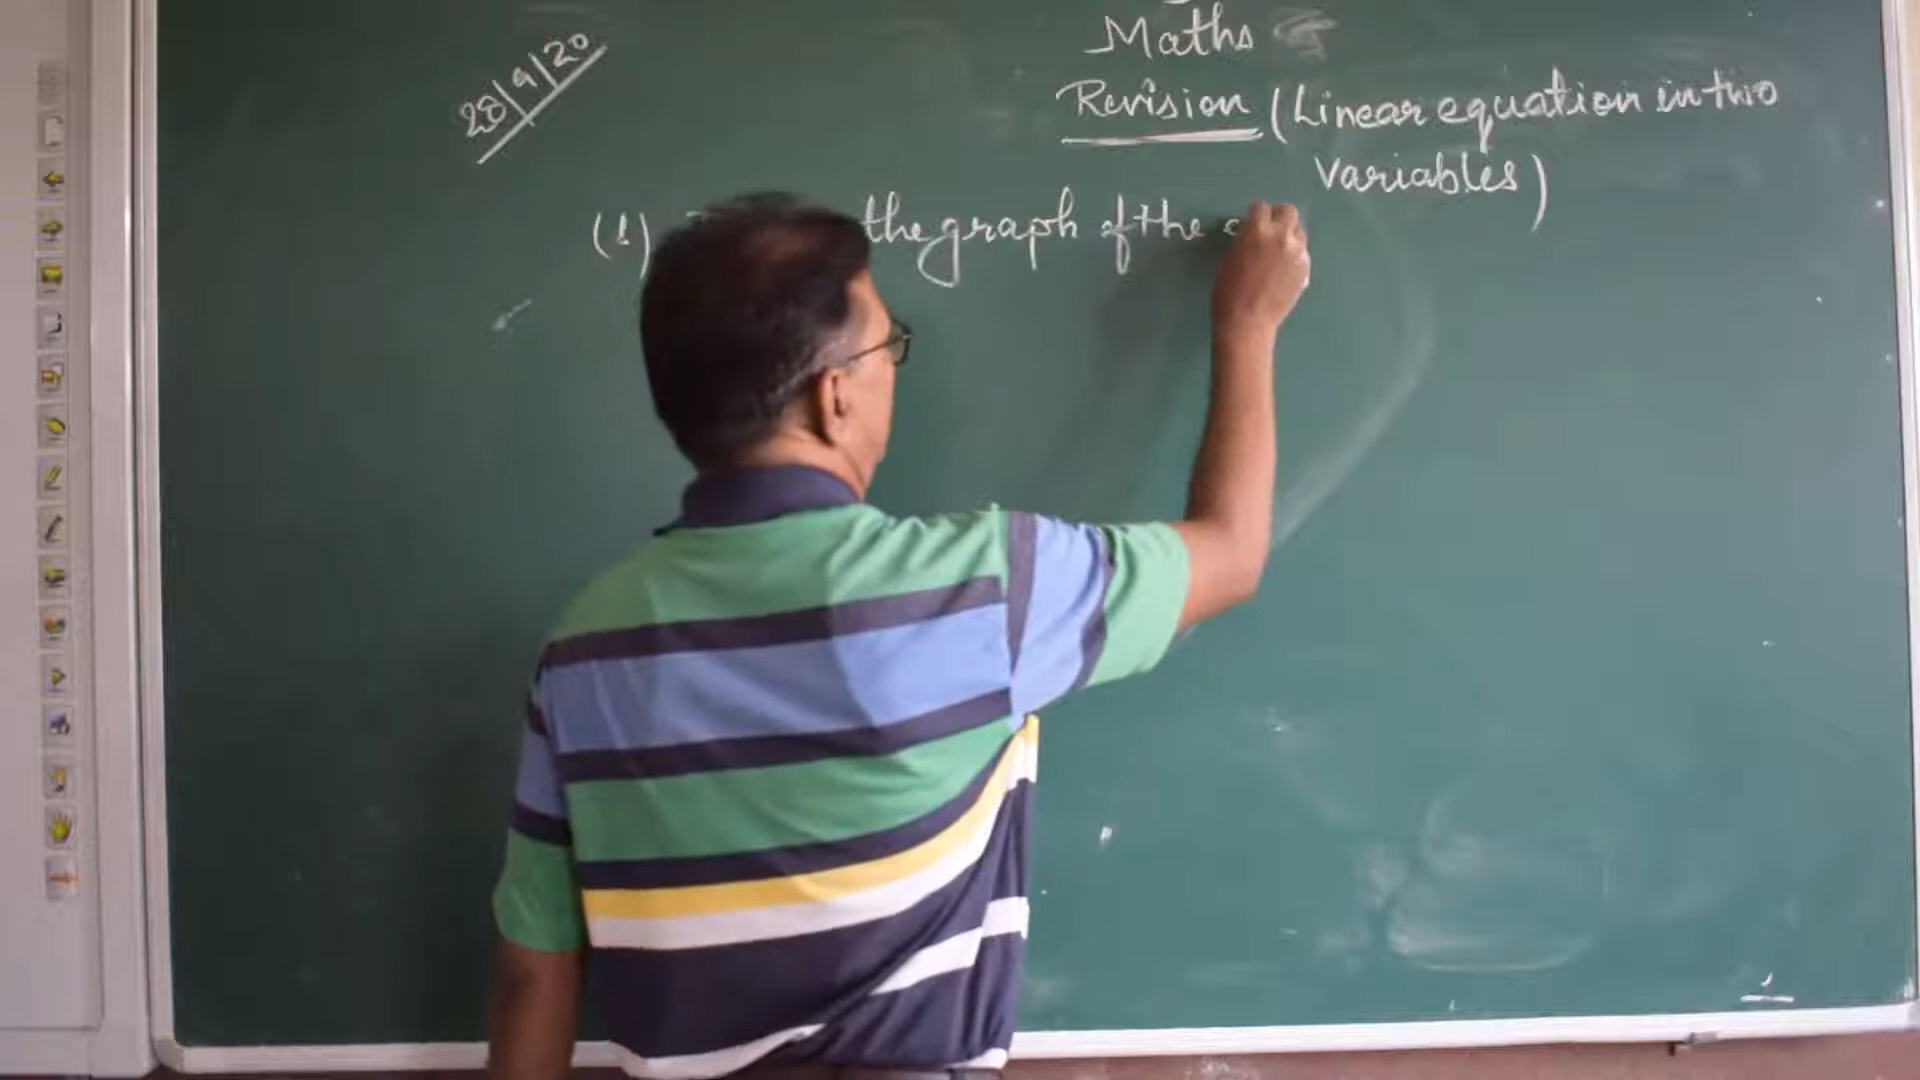 28/9/20
Maths
Revision (Linear equation in two
variables)
(1) the graph of the